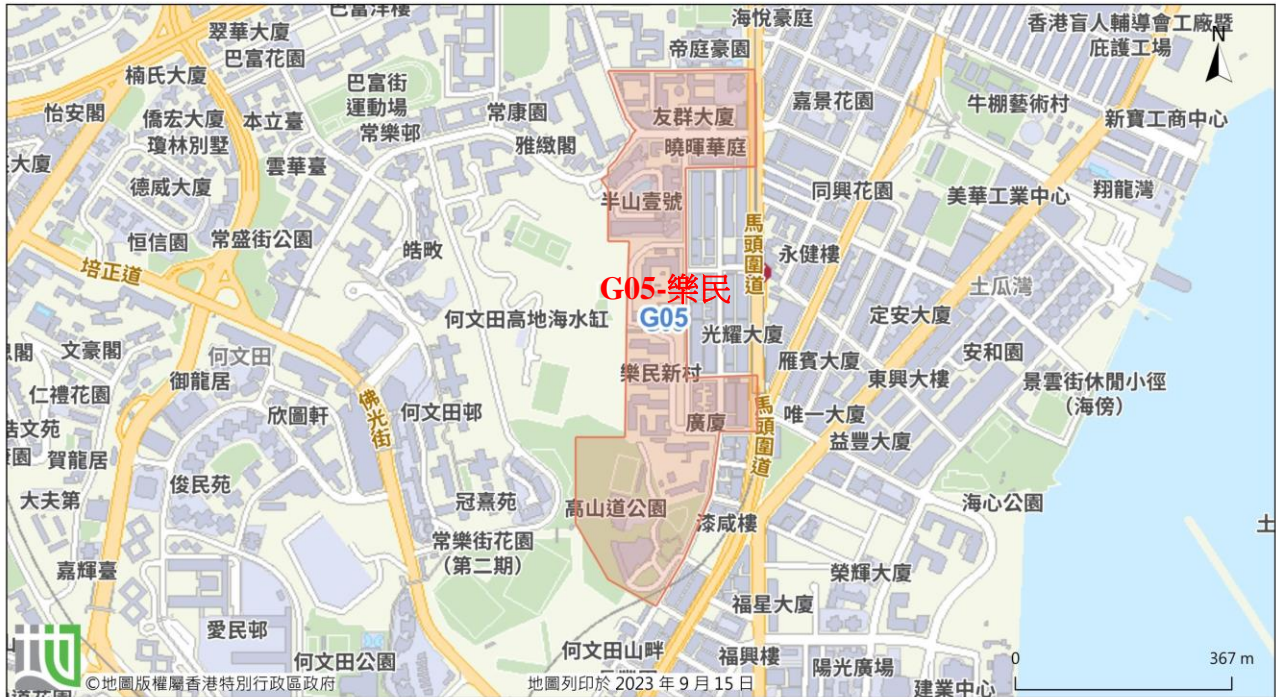 巴富洋樓
海悅豪庭
香港盲人輔導會工廠暨
庇護工場
N
翠華大廈
巴富花園
帝庭豪園
楠氏大廈
巴富街
運動場
怡安閣
僑宏大廈
本立臺
常樂邨
常康園
嘉景花園
牛棚藝術村
新寶工商中心
友群大廈
瓊林別墅
雅緻閣
曉暉華庭
大廈
雲華臺
德威大廈
同興花園
美華工業中心
翔龍灣
半山壹號
恒信園
常盛街公園
皓畋
馬頭圍道
永健樓
培正道
G05-樂民
G05
土瓜灣
何文田高地海水缸
光耀大廈
定安大廈
文豪閣
何文田
雁賓大廈
安和園
御龍居
樂民新村
東興大樓
景雲街休閒小徑
(海傍)
仁禮花園
欣圖軒
佛光街
何文田邨
廣廈
馬頭圍道
唯一大廈
益豐大廈
浩文苑
賀龍居
俊民苑
大夫第
冠熹苑
高山道公園
漆咸樓
海心公園
常樂街花園
(第二期)
嘉輝臺
榮輝大廈
福星大廈
愛民邨
何文田公園
何文田山畔
福興樓
陽光廣場
建業中心
0
367 m
©地圖版權屬香港特別行政區政府
地圖列印於 2023 年 9 月 15 日